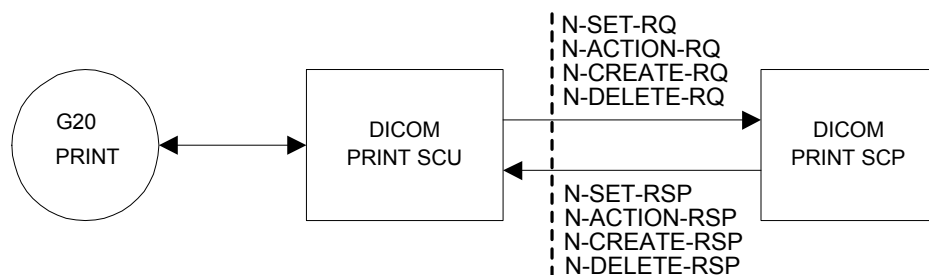 N-SET-RQ
N-ACTION-RQ
N-CREATE-RQ
N-DELETE-RQ
G20
PRINT
DICOM
PRINT SCU
DICOM
PRINT SCP
N-SET-RSP
N-ACTION-RSP
N-CREATE-RSP
N-DELETE-RSP